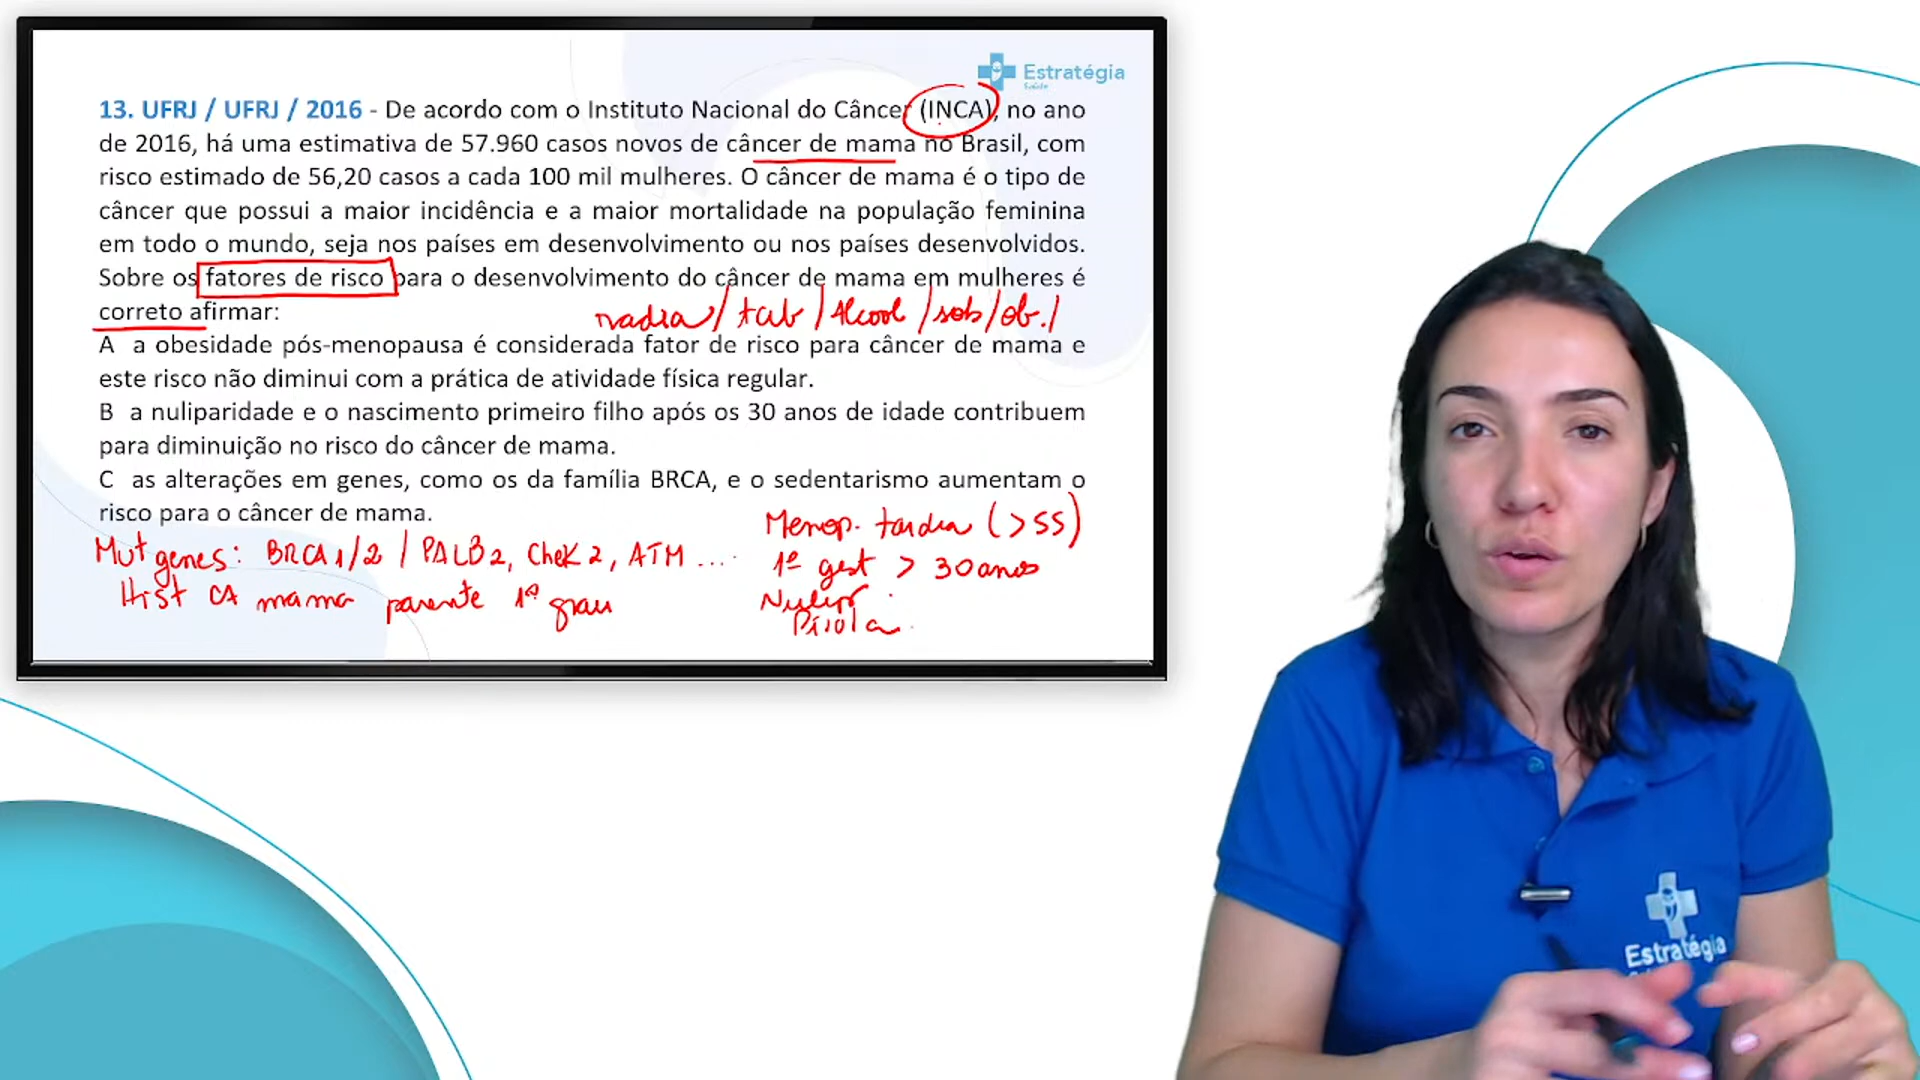 Estratégia
Saúde
13. UFRJ / UFRJ / 2016 - De acordo com o Instituto Nacional do Câncer (INCA), no ano
de 2016, há uma estimativa de 57.960 casos novos de câncer de mama no Brasil, com
risco estimado de 56,20 casos a cada 100 mil mulheres. O câncer de mama é o tipo de
câncer que possui a maior incidência e a maior mortalidade na população feminina
em todo o mundo, seja nos países em desenvolvimento ou nos países desenvolvidos.
Sobre os fatores de risco para o desenvolvimento do câncer de mama em mulheres é
correto afirmar:
radia / tab / Alcool / sob / ob. /
A a obesidade pós-menopausa é considerada fator de risco para câncer de mama e
este risco não diminui com a prática de atividade física regular.
B a nuliparidade e o nascimento primeiro filho após os 30 anos de idade contribuem
para diminuição no risco do câncer de mama.
C as alterações em genes, como os da família BRCA, e o sedentarismo aumentam o
risco para o câncer de mama.
Mut genes: BRCA 1/2 / PALB2, CheK2, ATM ...
Hist CA mama parente 1º grau
Menop. tardia (>55)
1ª gest > 30 anos
Nulip.
Estratégia